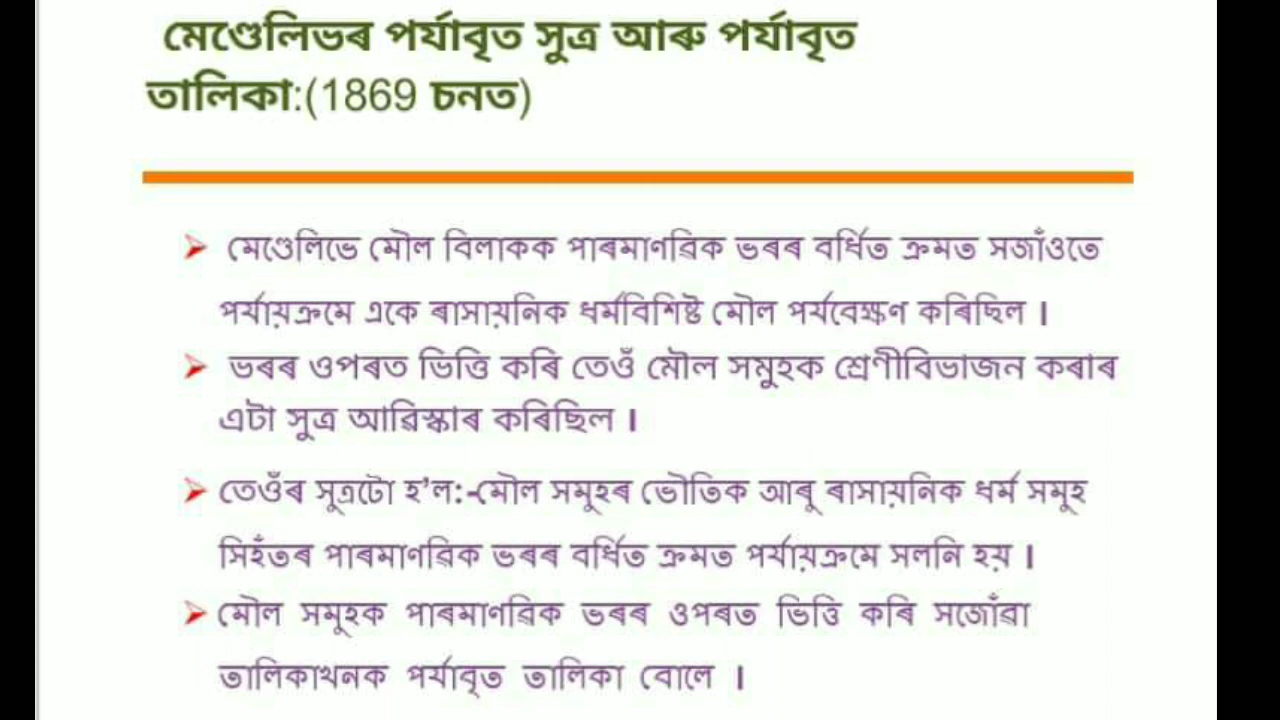 মেণ্ডেলিভৰ পৰ্যাবৃত সুত্ৰ আৰু পৰ্যাবৃত
তালিকা:(1869 চনত)
➢ মেণ্ডেলিভে মৌল বিলাকক পাৰমাণৱিক ভৰৰ বৰ্ধিত ক্ৰমত সজাঁওতে
পৰ্যায়ক্ৰমে একে ৰাসায়নিক ধৰ্মবিশিষ্ট মৌল পৰ্যবেক্ষণ কৰিছিল ।
➢ ভৰৰ ওপৰত ভিত্তি কৰি তেওঁ মৌল সমুহক শ্ৰেণীবিভাজন কৰাৰ
এটা সুত্ৰ আৱিস্কাৰ কৰিছিল ।
➢ তেওঁৰ সুত্ৰটো হ’ল:-মৌল সমুহৰ ভৌতিক আৰু ৰাসায়নিক ধৰ্ম সমুহ
সিহঁতৰ পাৰমাণৱিক ভৰৰ বৰ্ধিত ক্ৰমত পৰ্যায়ক্ৰমে সলনি হয় ।
➢ মৌল সমুহক পাৰমাণৱিক ভৰৰ ওপৰত ভিত্তি কৰি সজোঁৱা
তালিকাখনক পৰ্যাবৃত তালিকা বোলে ।